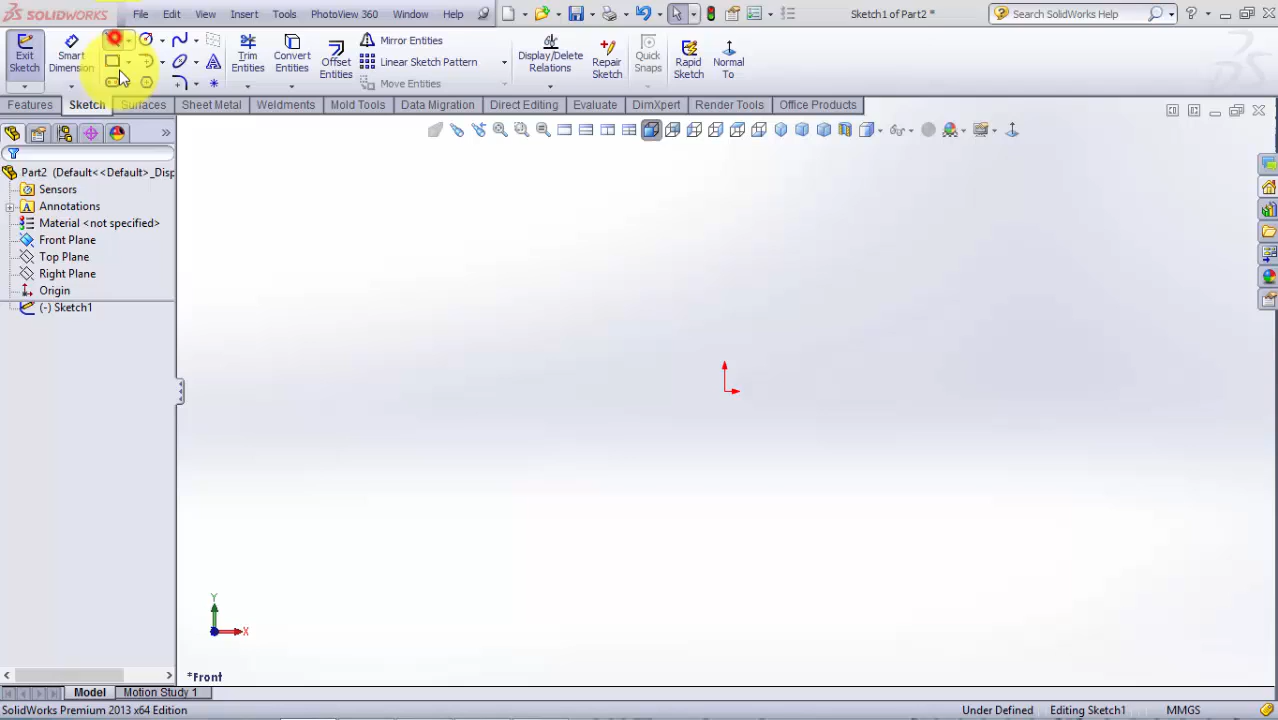 SOLIDWORKS File Edit View Insert Tools PhotoView 360 Window Help Sketch1 of Part2 * Search SolidWorks Help
Exit Sketch
Smart Dimension
Trim Entities
Convert Entities
Offset Entities
Mirror Entities
Linear Sketch Pattern
Move Entities
Display/Delete Relations
Quick Snaps
Repair Sketch
Rapid Sketch
Normal To
Features Sketch Surfaces Sheet Metal Weldments Mold Tools Data Migration Direct Editing Evaluate DimXpert Render Tools Office Products
Part2 (Default<<Default>_Disp
Sensors
Annotations
Material <not specified>
Front Plane
Top Plane
Right Plane
Origin
(-) Sketch1
Y
X
*Front
Model Motion Study 1
SolidWorks Premium 2013 x64 Edition Under Defined Editing Sketch1 MMGS